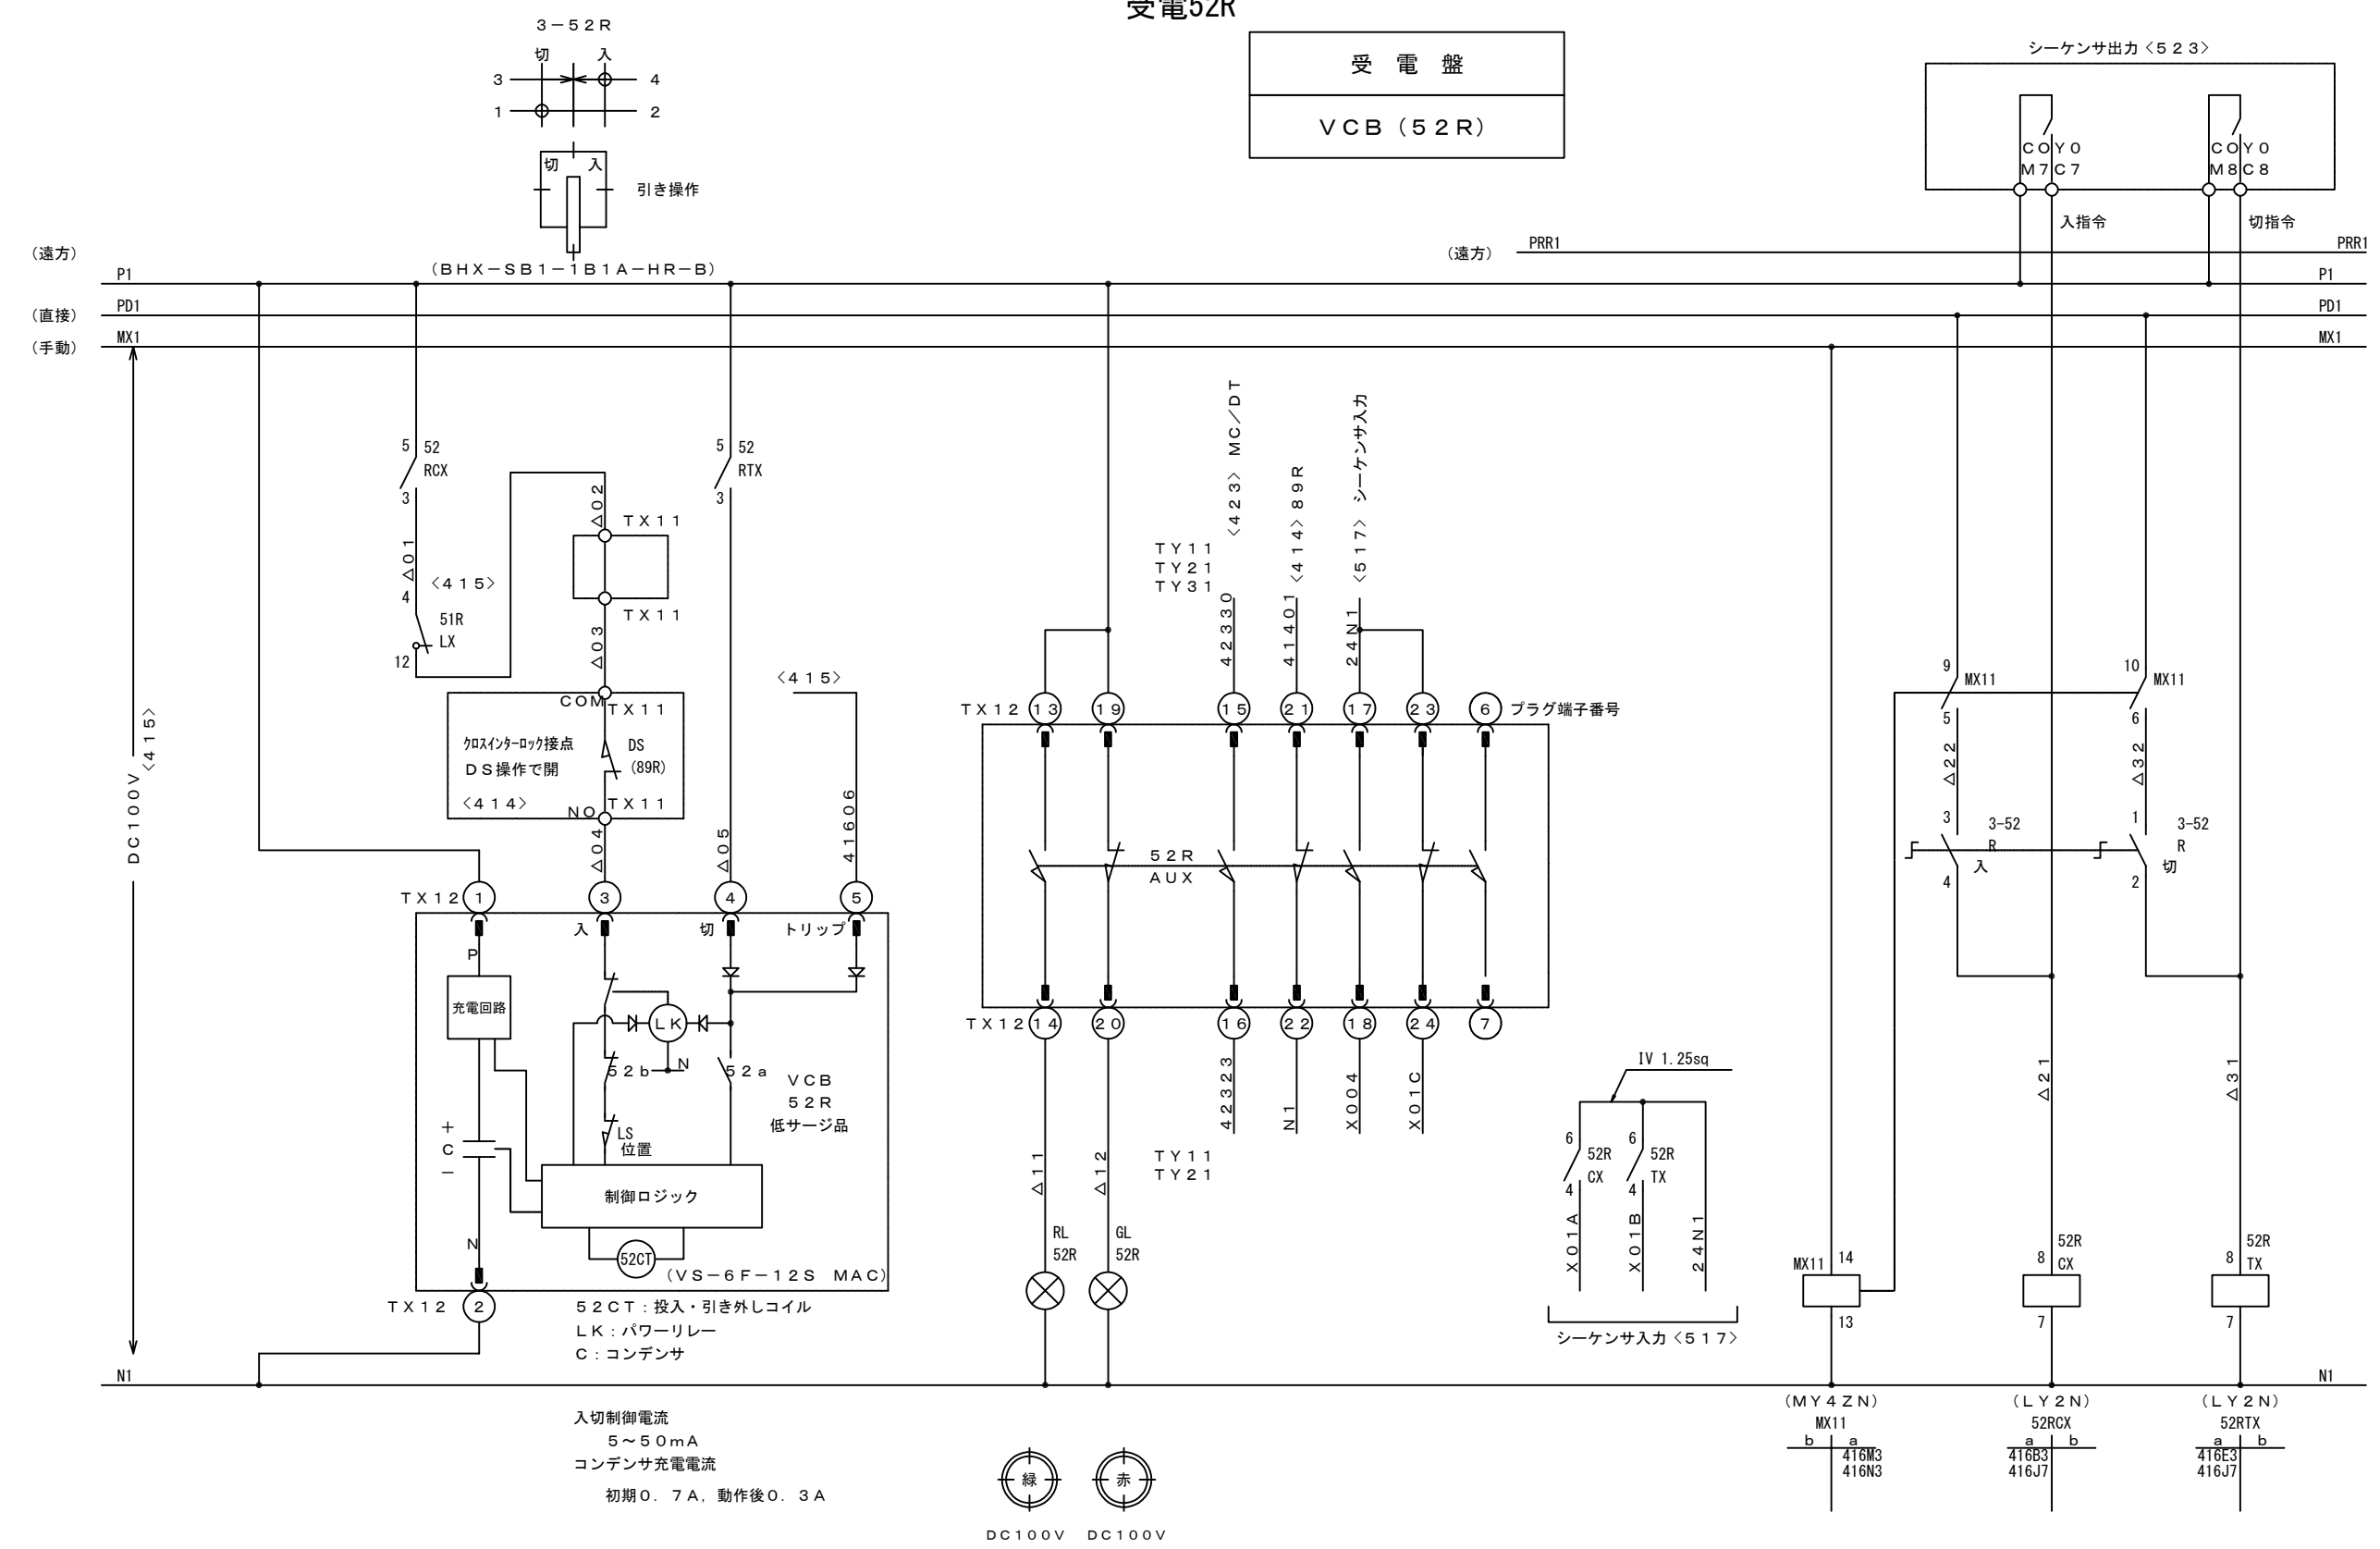 受電52R
3－52R
切 入
3 4
1 2
切 入
引き操作
(BHX－SB1－1B1A－HR－B)
受 電 盤
VCB（52R）
シーケンサ出力〈523〉
COY0
M7C7
COY0
M8C8
入指令
切指令
(遠方)
(遠方)
PRR1
PRR1
P1
P1
(直接)
PD1
PD1
(手動)
MX1
MX1
DC100V
〈415〉
5 52
RCX
3
△01
〈415〉
4
51R
LX
12
△02
TX11
TX11
△03
COM
TX11
ｸﾛｽｲﾝﾀｰﾛｯｸ接点
DS操作で開
DS
(89R)
〈414〉
NO
TX11
△04
5 52
RTX
3
△05
〈415〉
41606
TX12
1
3
4
5
入
切
トリップ
P
充電回路
LK
N
52b
52a
VCB
52R
低サージ品
LS
位置
＋
C
－
制御ロジック
N
52CT
(VS－6F－12S MAC)
TX12
2
52CT：投入・引き外しコイル
LK：パワーリレー
C：コンデンサ
TY11
TY21
TY31
〈423〉 MC／DT
〈414〉89R
〈517〉 シーケンサ入力
42330
41401
24N1
TX12
13
19
15
21
17
23
6
プラグ端子番号
52R
AUX
TX12
14
20
16
22
18
24
7
△11
△12
42323
N1
X004
X01C
TY11
TY21
RL
52R
GL
52R
IV 1.25sq
6
52R
CX
4
6
52R
TX
4
X01A
X01B
24N1
シーケンサ入力〈517〉
9
MX11
5
10
MX11
6
△22
△32
3
3-52
R
入
4
1
3-52
R
切
2
△21
△31
MX11
14
13
52R
8 CX
7
52R
8 TX
7
N1
N1
入切制御電流
5～50mA
コンデンサ充電電流
初期0．7A，動作後0．3A
緑
赤
DC100V
DC100V
(MY4ZN)
MX11
b a
416M3
416N3
(LY2N)
52RCX
a b
416B3
416J7
(LY2N)
52RTX
a b
416E3
416J7